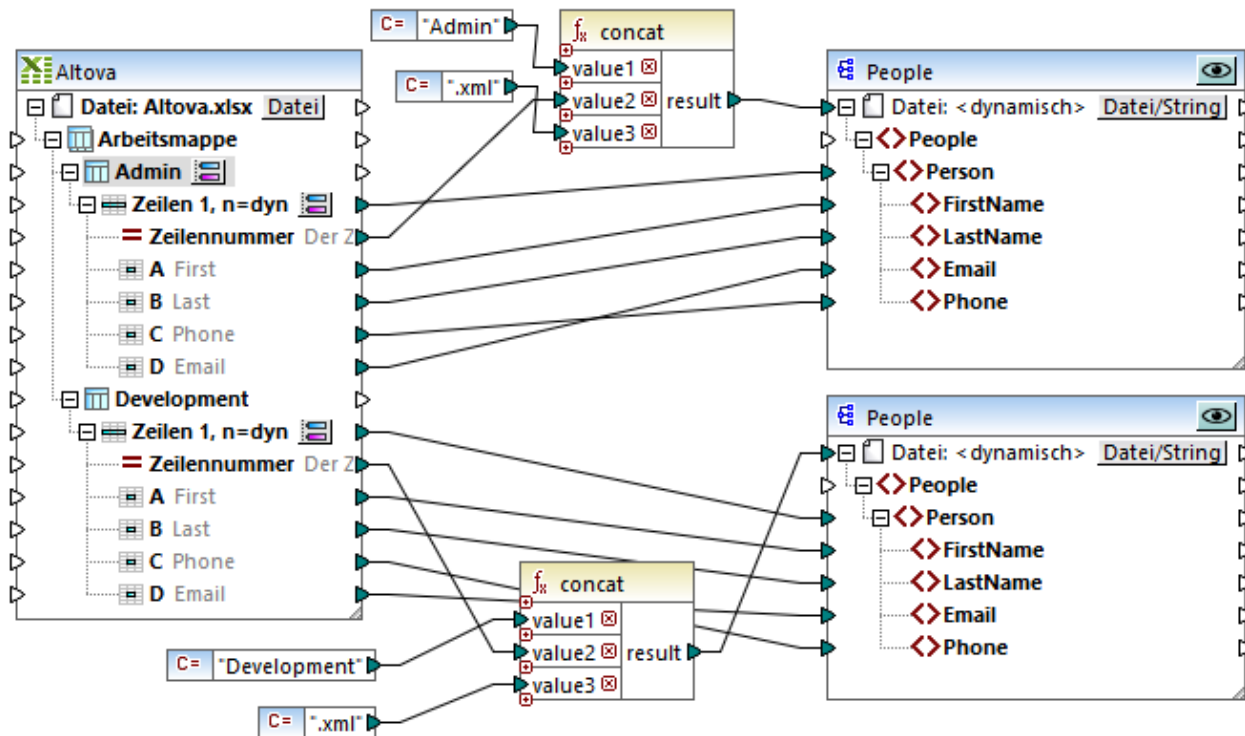 C= "Admin"
fx concat
Altova
People
C= ".xml"
value1
Datei: Altova.xlsx Datei
value2 result
Datei: <dynamisch> Datei/String
value3
Arbeitsmappe
People
Admin
Person
Zeilen 1, n=dyn
FirstName
Zeilennummer Der Z
LastName
A First
Email
B Last
Phone
C Phone
D Email
Development
People
Zeilen 1, n=dyn
Datei: <dynamisch> Datei/String
Zeilennummer Der Z
People
A First
Person
B Last
FirstName
C Phone
fx concat
LastName
D Email
Email
value1
Phone
C= "Development"
value2 result
value3
C= ".xml"